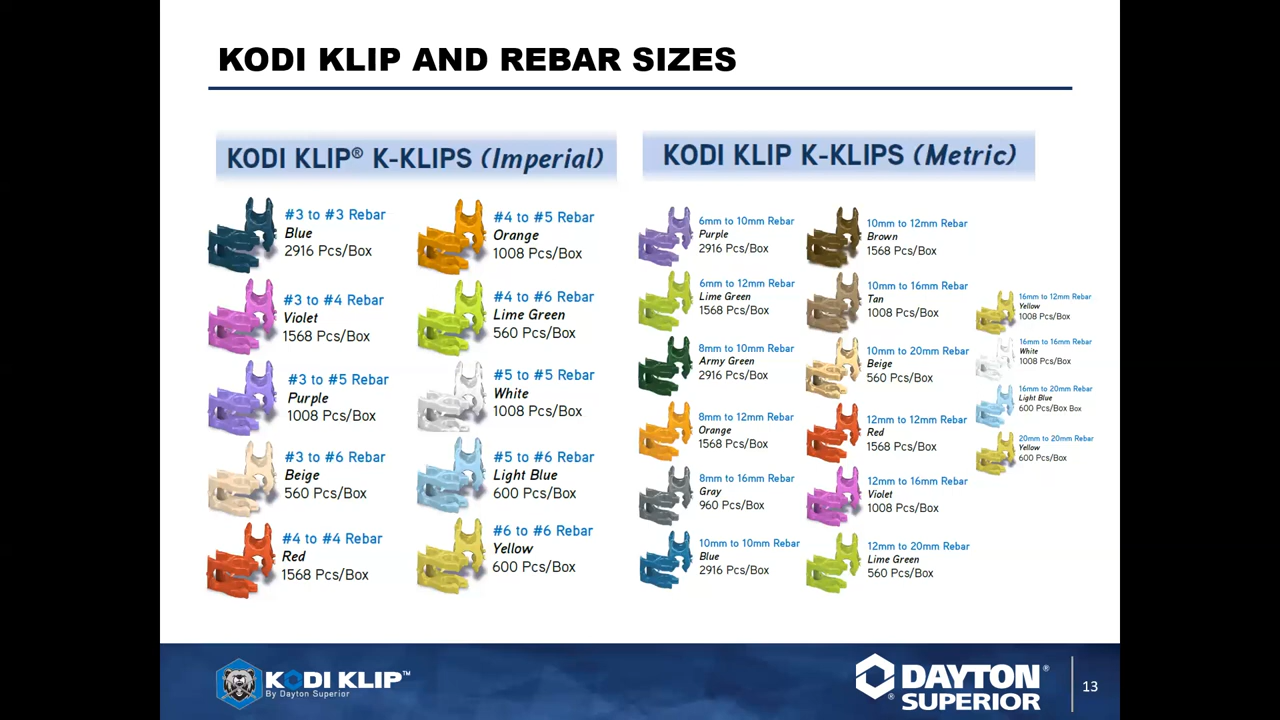 KODI KLIP AND REBAR SIZES
KODI KLIP® K-KLIPS (Imperial)
#3 to #3 Rebar
Blue
2916 Pcs/Box
#3 to #4 Rebar
Violet
1568 Pcs/Box
#3 to #5 Rebar
Purple
1008 Pcs/Box
#3 to #6 Rebar
Beige
560 Pcs/Box
#4 to #4 Rebar
Red
1568 Pcs/Box
#4 to #5 Rebar
Orange
1008 Pcs/Box
#4 to #6 Rebar
Lime Green
560 Pcs/Box
#5 to #5 Rebar
White
1008 Pcs/Box
#5 to #6 Rebar
Light Blue
600 Pcs/Box
#6 to #6 Rebar
Yellow
600 Pcs/Box
KODI KLIP K-KLIPS (Metric)
6mm to 10mm Rebar
Purple
2916 Pcs/Box
6mm to 12mm Rebar
Lime Green
1568 Pcs/Box
8mm to 10mm Rebar
Army Green
2916 Pcs/Box
8mm to 12mm Rebar
Orange
1568 Pcs/Box
8mm to 16mm Rebar
Gray
960 Pcs/Box
10mm to 10mm Rebar
Blue
2916 Pcs/Box
10mm to 12mm Rebar
Brown
1568 Pcs/Box
10mm to 16mm Rebar
Tan
1008 Pcs/Box
10mm to 20mm Rebar
Beige
560 Pcs/Box
12mm to 12mm Rebar
Red
1568 Pcs/Box
12mm to 16mm Rebar
Violet
1008 Pcs/Box
12mm to 20mm Rebar
Lime Green
560 Pcs/Box
16mm to 12mm Rebar
Yellow
1008 Pcs/Box
16mm to 16mm Rebar
White
1008 Pcs/Box
16mm to 20mm Rebar
Light Blue
600 Pcs/Box Box
20mm to 20mm Rebar
Yellow
600 Pcs/Box
KODI KLIP™
By Dayton Superior
DAYTON®
SUPERIOR
13